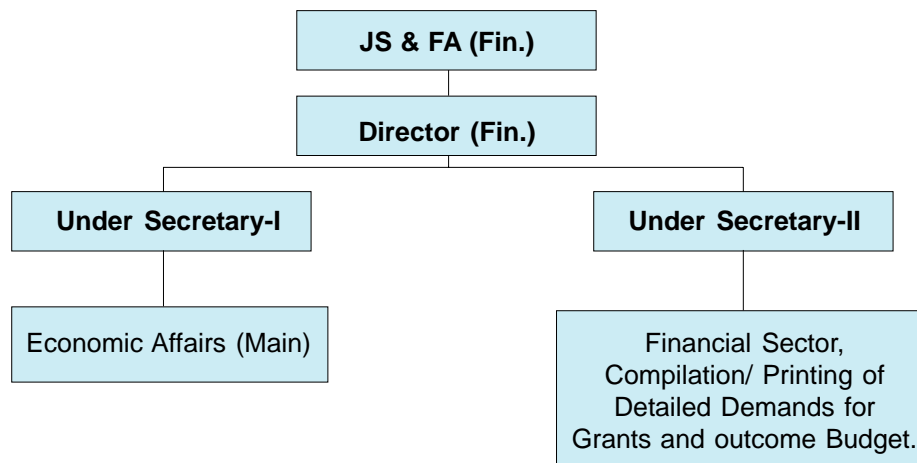 JS & FA (Fin.)
Director (Fin.)
Under Secretary-I
Under Secretary-II
Economic Affairs (Main)
Financial Sector,
Compilation/ Printing of
Detailed Demands for
Grants and outcome Budget.